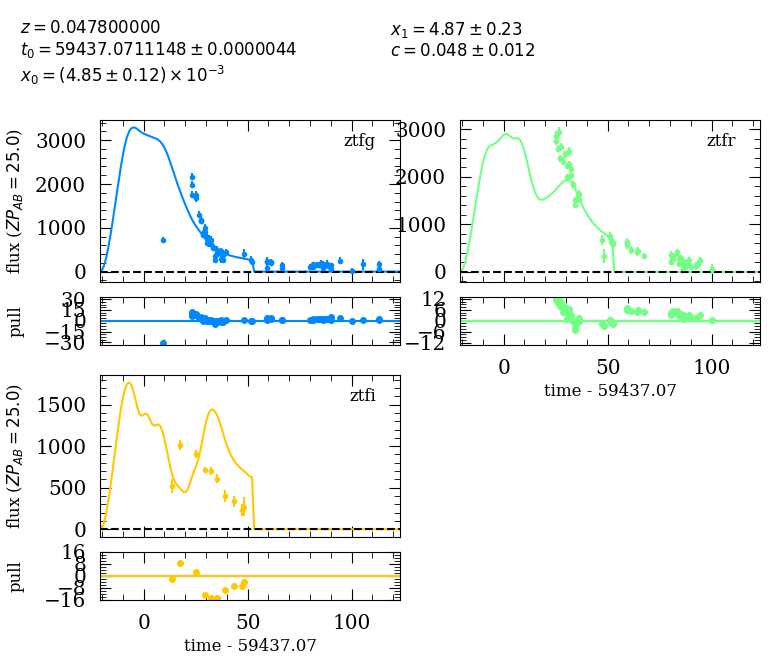 z = 0.047800000
t₀ = 59437.0711148 ± 0.0000044
x₀ = (4.85 ± 0.12) × 10⁻³
x₁ = 4.87 ± 0.23
c = 0.048 ± 0.012
flux (ZP_AB = 25.0)
3000
2000
1000
0
ztfg
3000
2000
1000
0
ztfr
pull
30
15
0
−15
−30
12
6
0
−6
−12
0 50 100
time - 59437.07
flux (ZP_AB = 25.0)
1500
1000
500
0
ztfi
pull
16
8
0
−8
−16
0 50 100
time - 59437.07